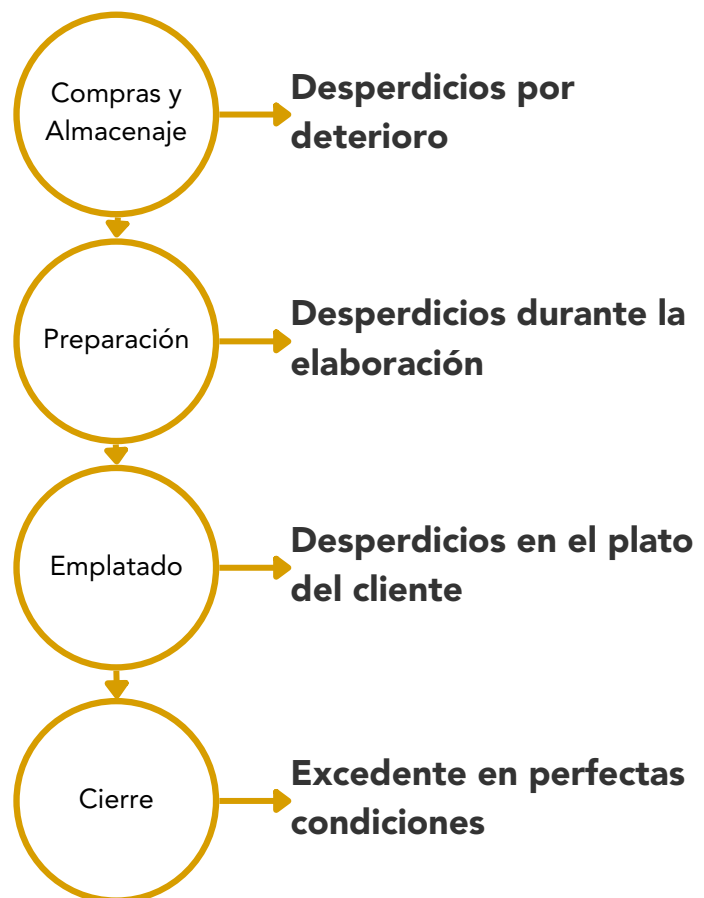 Compras y
Almacenaje
Desperdicios por
deterioro
Preparación
Desperdicios durante la
elaboración
Emplatado
Desperdicios en el plato
del cliente
Cierre
Excedente en perfectas
condiciones